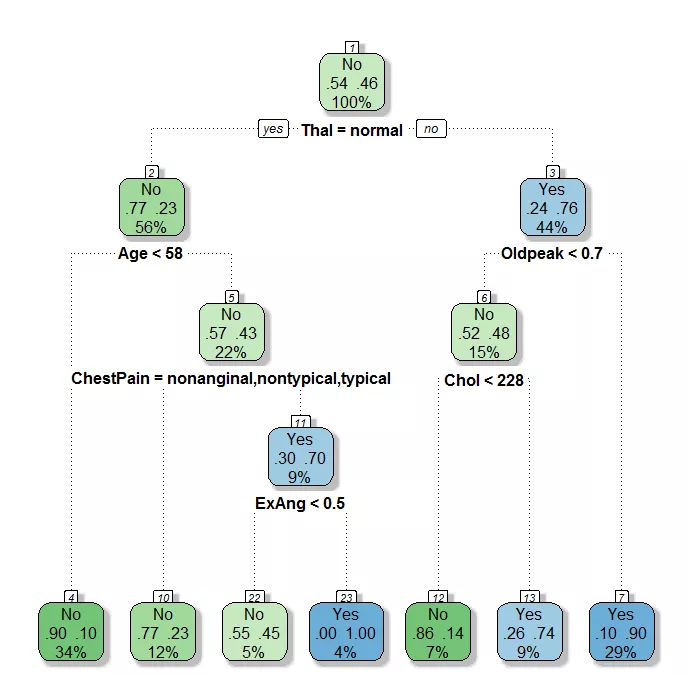 1
No
.54 .46
100%
yes Thal = normal no
2
No
.77 .23
56%
3
Yes
.24 .76
44%
Age < 58
Oldpeak < 0.7
5
No
.57 .43
22%
6
No
.52 .48
15%
ChestPain = nonanginal,nontypical,typical
Chol < 228
11
Yes
.30 .70
9%
ExAng < 0.5
4
No
.90 .10
34%
10
No
.77 .23
12%
22
No
.55 .45
5%
23
Yes
.00 1.00
4%
12
No
.86 .14
7%
13
Yes
.26 .74
9%
7
Yes
.10 .90
29%